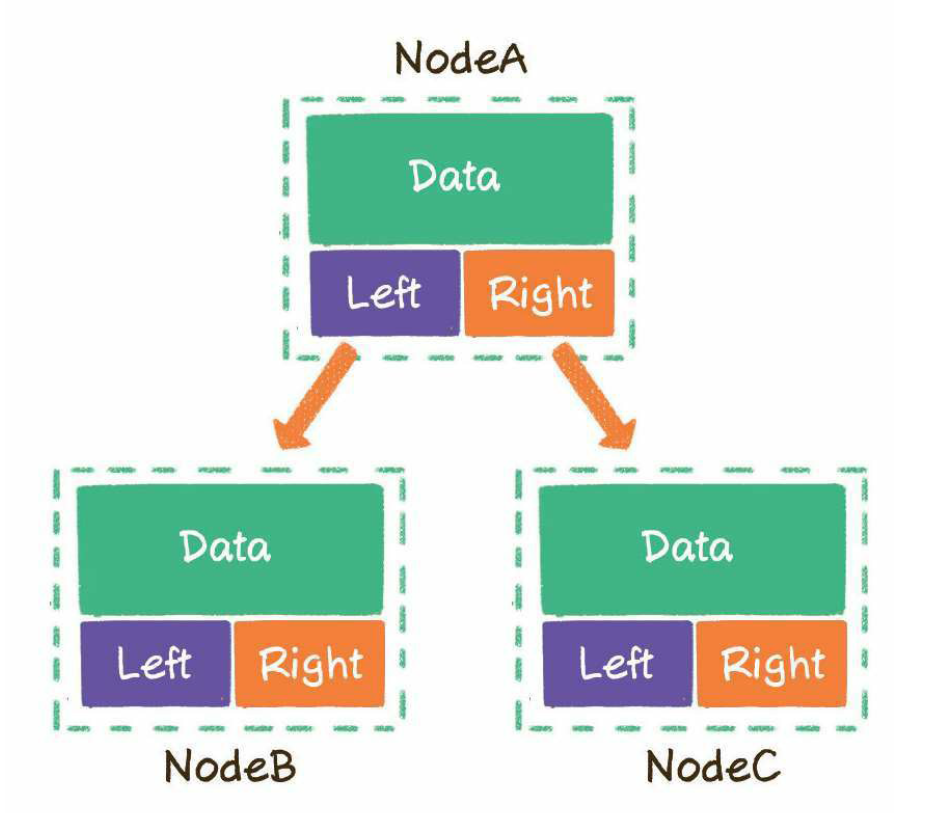 NodeA
Data
Left Right
Data Data
Left Right Left Right
NodeB NodeC